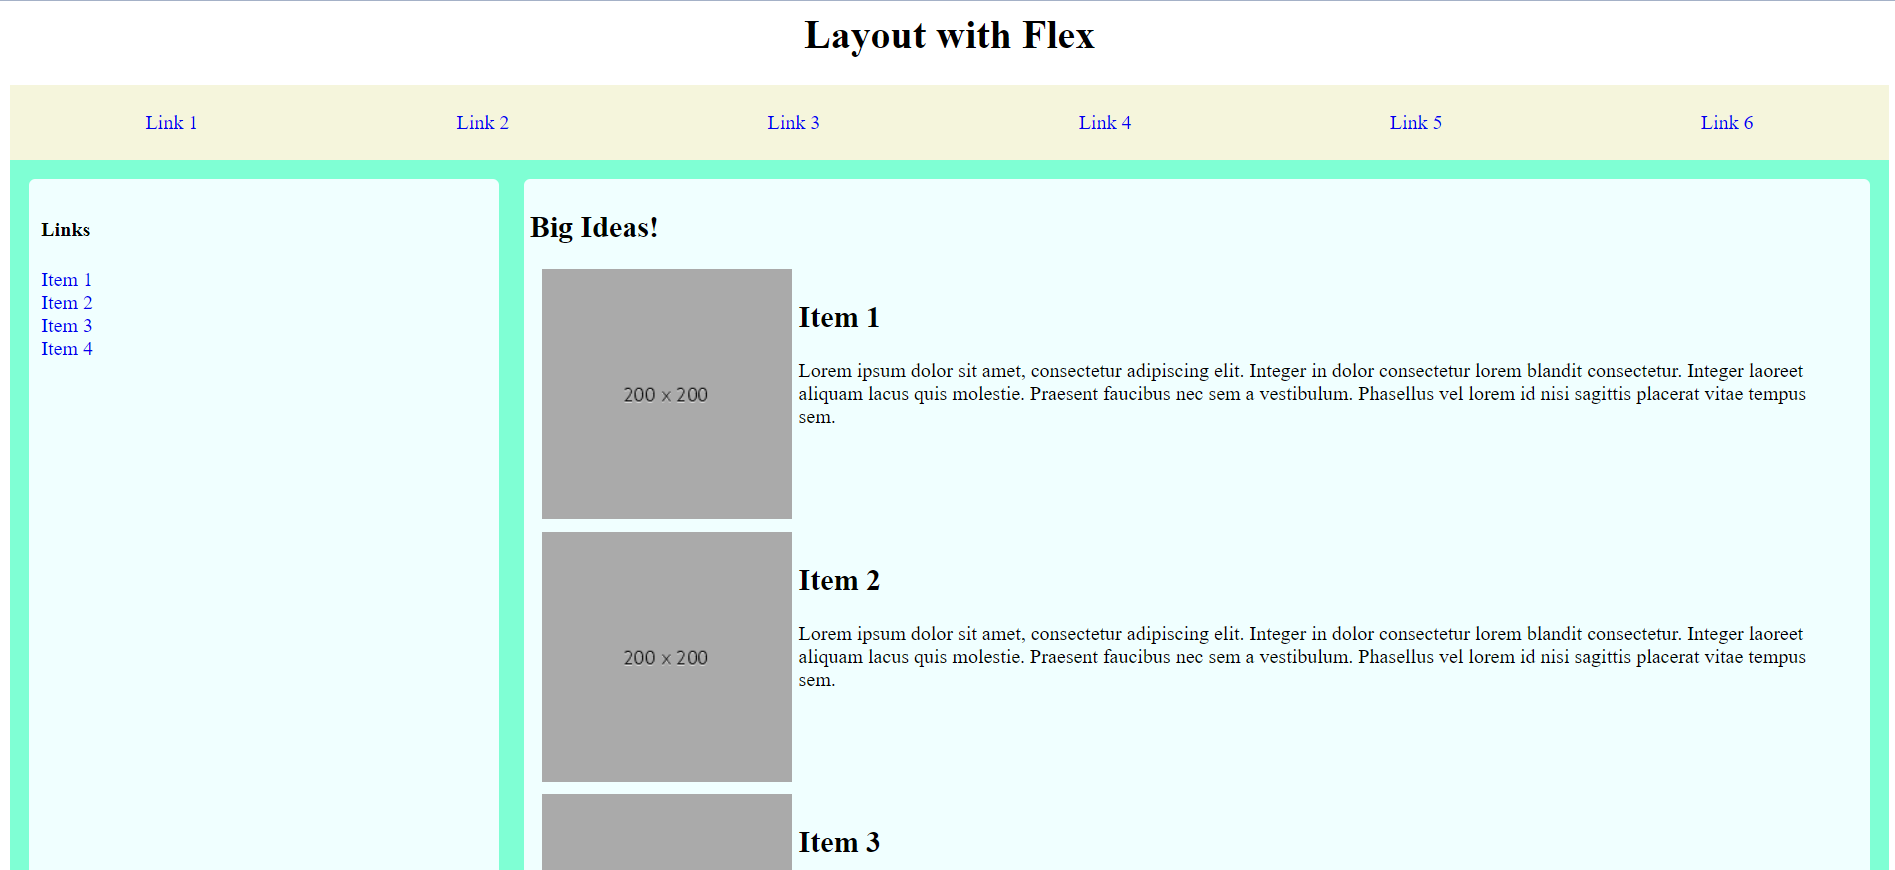 Layout with Flex
Link 1 Link 2 Link 3 Link 4 Link 5 Link 6
Links
Item 1
Item 2
Item 3
Item 4
Big Ideas!
200 x 200
Item 1
Lorem ipsum dolor sit amet, consectetur adipiscing elit. Integer in dolor consectetur lorem blandit consectetur. Integer laoreet
aliquam lacus quis molestie. Praesent faucibus nec sem a vestibulum. Phasellus vel lorem id nisi sagittis placerat vitae tempus
sem.
200 x 200
Item 2
Lorem ipsum dolor sit amet, consectetur adipiscing elit. Integer in dolor consectetur lorem blandit consectetur. Integer laoreet
aliquam lacus quis molestie. Praesent faucibus nec sem a vestibulum. Phasellus vel lorem id nisi sagittis placerat vitae tempus
sem.
Item 3